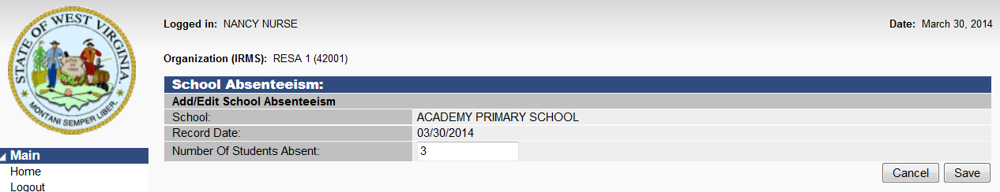 STATE OF WEST VIRGINIA.
MONTANI SEMPER LIBER.
Logged in: NANCY NURSE
Date: March 30, 2014
Organization (IRMS): RESA 1 (42001)
School Absenteeism:
Add/Edit School Absenteeism
School: ACADEMY PRIMARY SCHOOL
Record Date: 03/30/2014
Number Of Students Absent: 3
Cancel Save
Main
Home
Logout